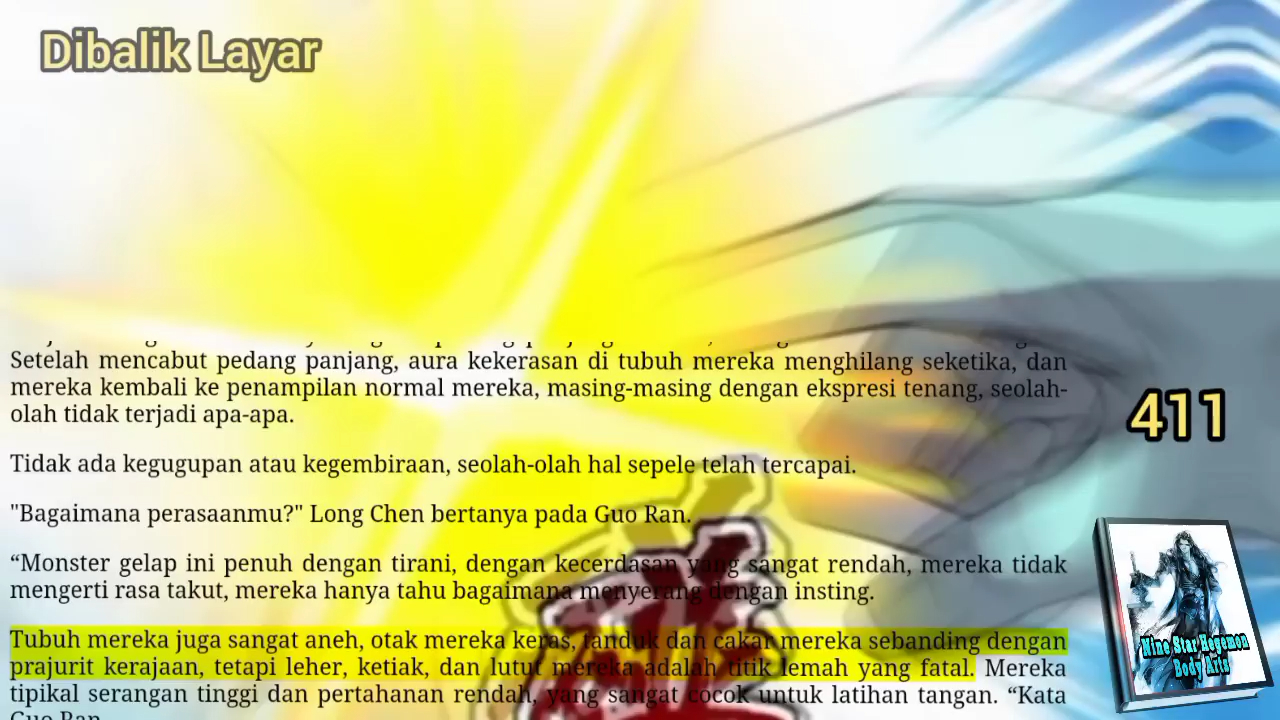 Dibalik Layar
Setelah mencabut pedang panjang, aura kekerasan di tubuh mereka menghilang seketika, dan
mereka kembali ke penampilan normal mereka, masing-masing dengan ekspresi tenang, seolah-
olah tidak terjadi apa-apa.
Tidak ada kegugupan atau kegembiraan, seolah-olah hal sepele telah tercapai.
"Bagaimana perasaanmu?" Long Chen bertanya pada Guo Ran.
“Monster gelap ini penuh dengan tirani, dengan kecerdasan yang sangat rendah, mereka tidak
mengerti rasa takut, mereka hanya tahu bagaimana menyerang dengan insting.
Tubuh mereka juga sangat aneh, otak mereka keras, tanduk dan cakar mereka sebanding dengan
prajurit kerajaan, tetapi leher, ketiak, dan lutut mereka adalah titik lemah yang fatal. Mereka
tipikal serangan tinggi dan pertahanan rendah, yang sangat cocok untuk latihan tangan. “Kata
Guo Ran
411
Nine Star Hegemon
Body Arts